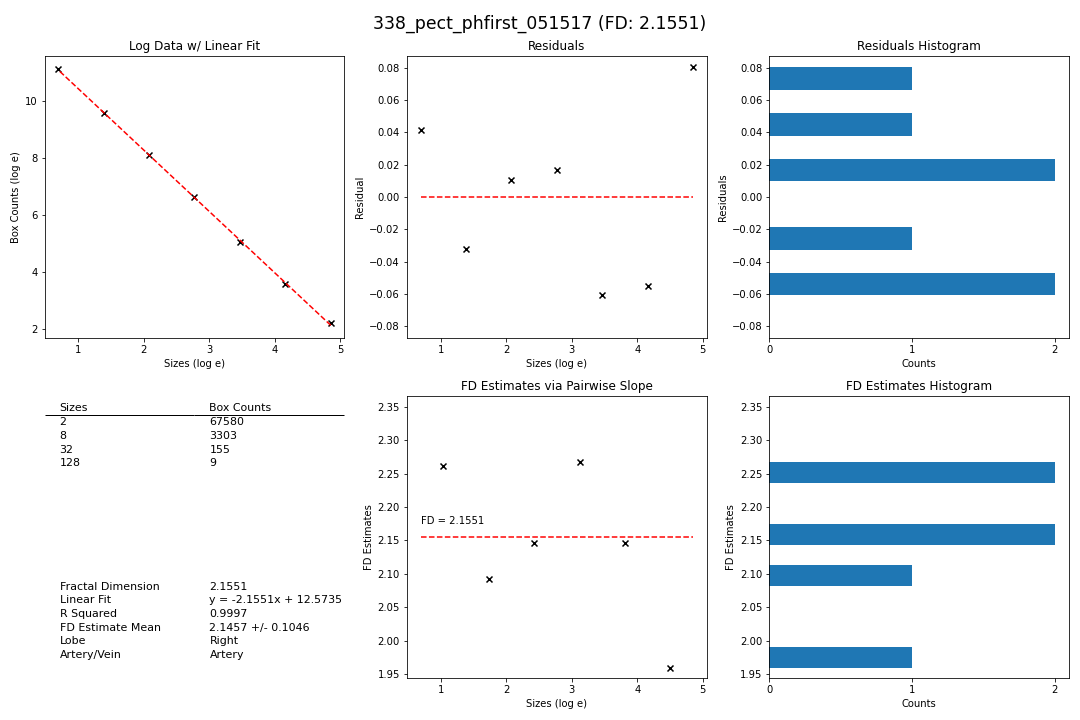 338_pect_phfirst_051517 (FD: 2.1551)
Log Data w/ Linear Fit
Box Counts (log e)
10
8
6
4
2
1 2 3 4 5
Sizes (log e)
Residuals
Residual
0.08
0.06
0.04
0.02
0.00
−0.02
−0.04
−0.06
−0.08
1 2 3 4 5
Sizes (log e)
Residuals Histogram
Residuals
0.08
0.06
0.04
0.02
0.00
−0.02
−0.04
−0.06
−0.08
0 1 2
Counts
Sizes Box Counts
2 67580
8 3303
32 155
128 9
Fractal Dimension 2.1551
Linear Fit y = -2.1551x + 12.5735
R Squared 0.9997
FD Estimate Mean 2.1457 +/- 0.1046
Lobe Right
Artery/Vein Artery
FD Estimates via Pairwise Slope
FD Estimates
2.35
2.30
2.25
2.20
2.15
2.10
2.05
2.00
1.95
FD = 2.1551
1 2 3 4 5
Sizes (log e)
FD Estimates Histogram
FD Estimates
2.35
2.30
2.25
2.20
2.15
2.10
2.05
2.00
1.95
0 1 2
Counts